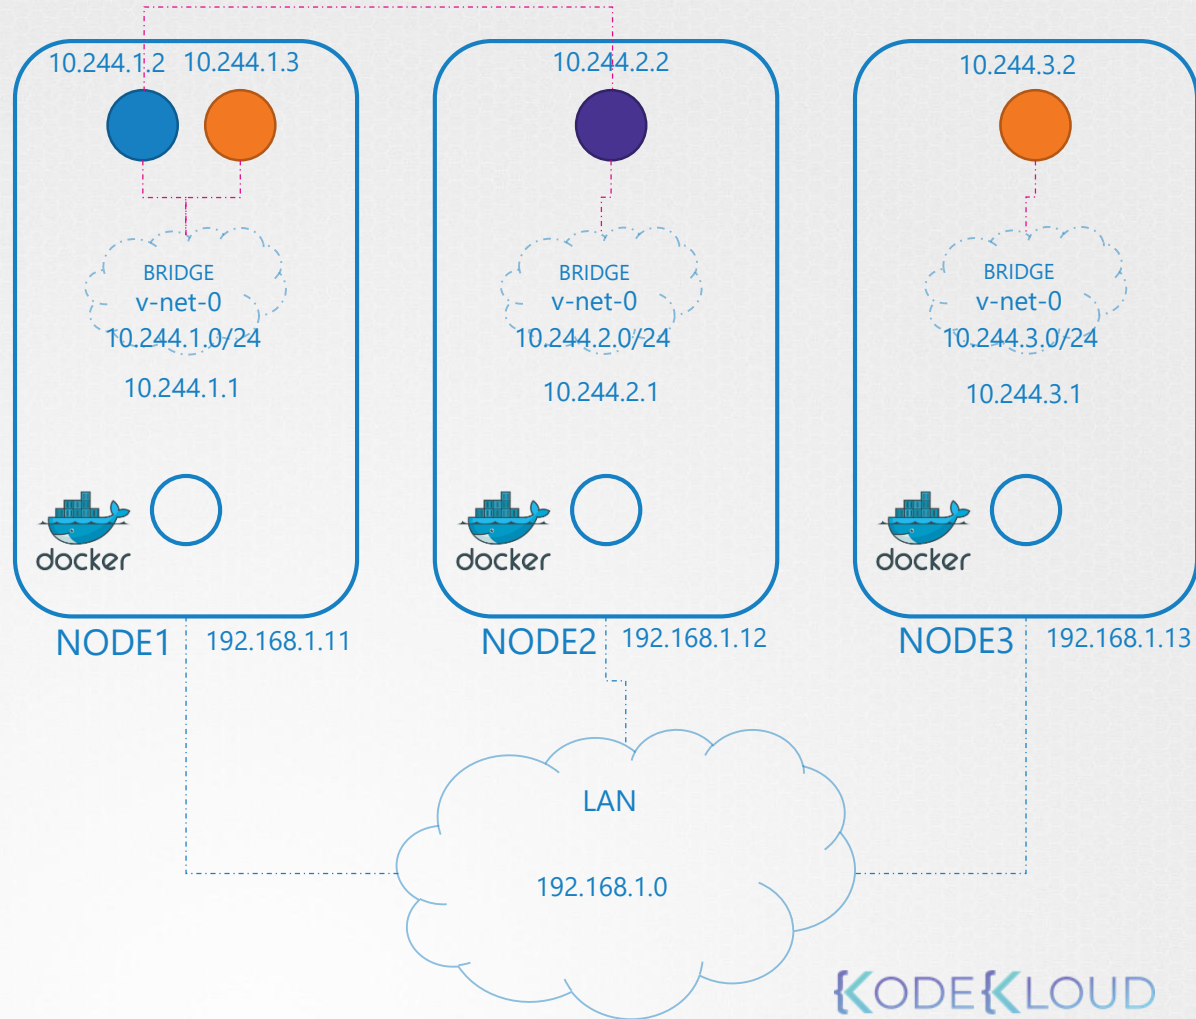 10.244.1.2 10.244.1.3
BRIDGE
v-net-0
10.244.1.0/24
10.244.1.1
docker
NODE1 192.168.1.11
10.244.2.2
BRIDGE
v-net-0
10.244.2.0/24
10.244.2.1
docker
NODE2 192.168.1.12
10.244.3.2
BRIDGE
v-net-0
10.244.3.0/24
10.244.3.1
docker
NODE3 192.168.1.13
LAN
192.168.1.0
KODEKLOUD